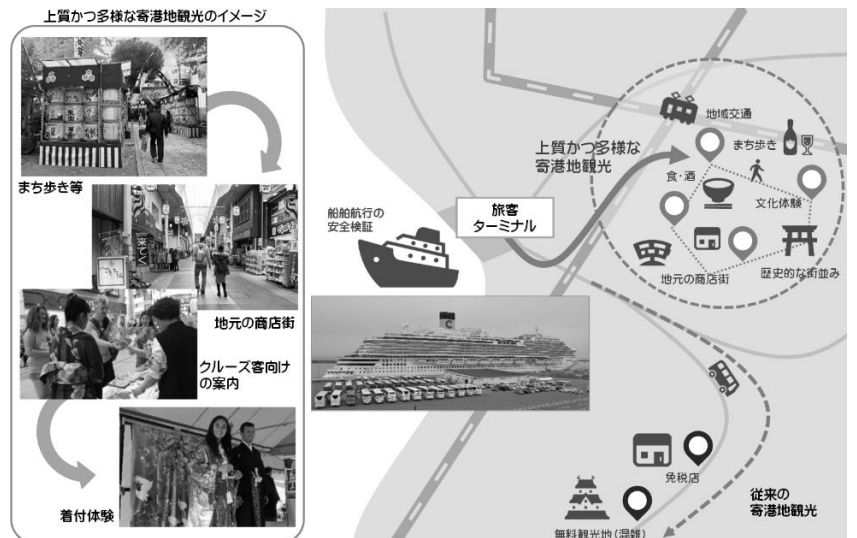 上質かつ多様な寄港地観光のイメージ
まち歩き等
地元の商店街
クルーズ客向け
の案内
着付体験
船舶航行の
安全検証
旅客
ターミナル
上質かつ多様な
寄港地観光
地域交通
まち歩き
食・酒
文化体験
地元の商店街
歴史的な街並み
免税店
無料観光地(混雑)
従来の
寄港地観光